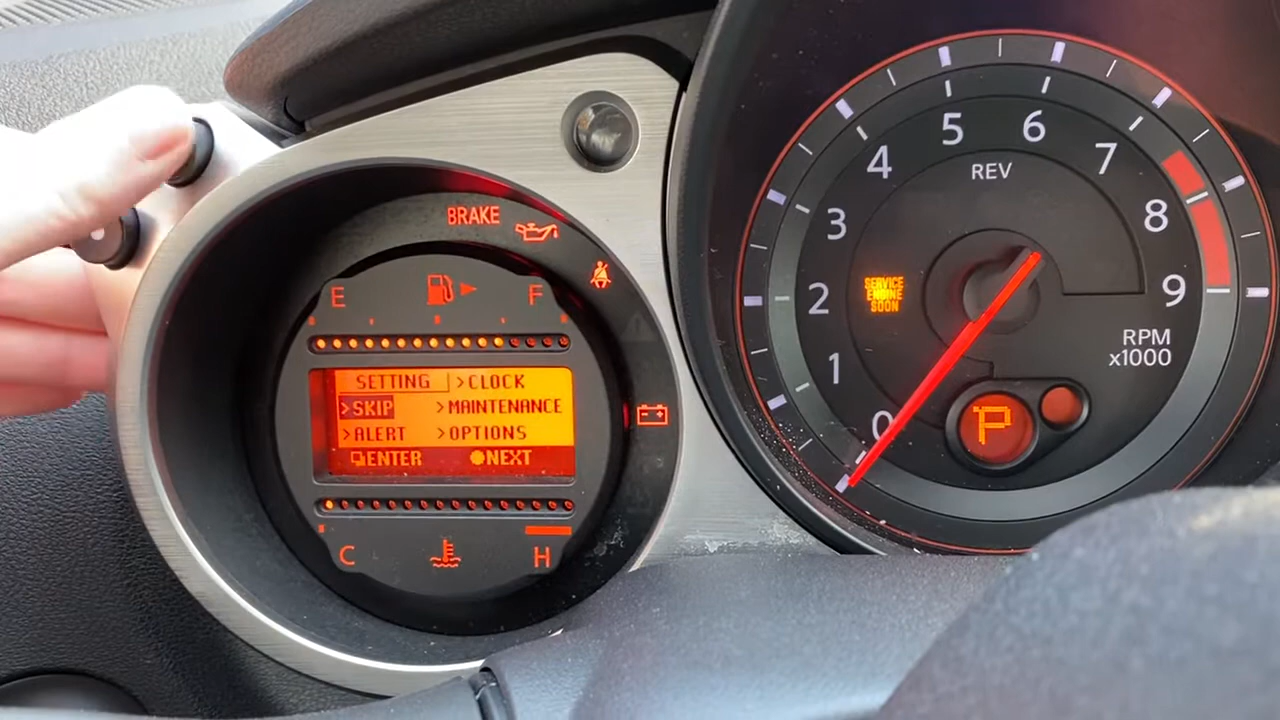 BRAKE
E F
SETTING >CLOCK
>SKIP >MAINTENANCE
>ALERT >OPTIONS
ENTER NEXT
C H
5 6
4 7
REV
3 8
SERVICE
ENGINE
SOON
2 9
1
RPM
x1000
0
P